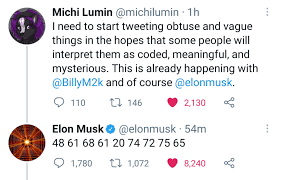 Michi Lumin @michilumin · 1h
I need to start tweeting obtuse and vague
things in the hopes that some people will
interpret them as coded, meaningful, and
mysterious. This is already happening with
@BillyM2k and of course @elonmusk.
110 146 2,130
Elon Musk @elonmusk · 54m
48 61 68 61 20 74 72 75 65
1,780 1,072 8,240